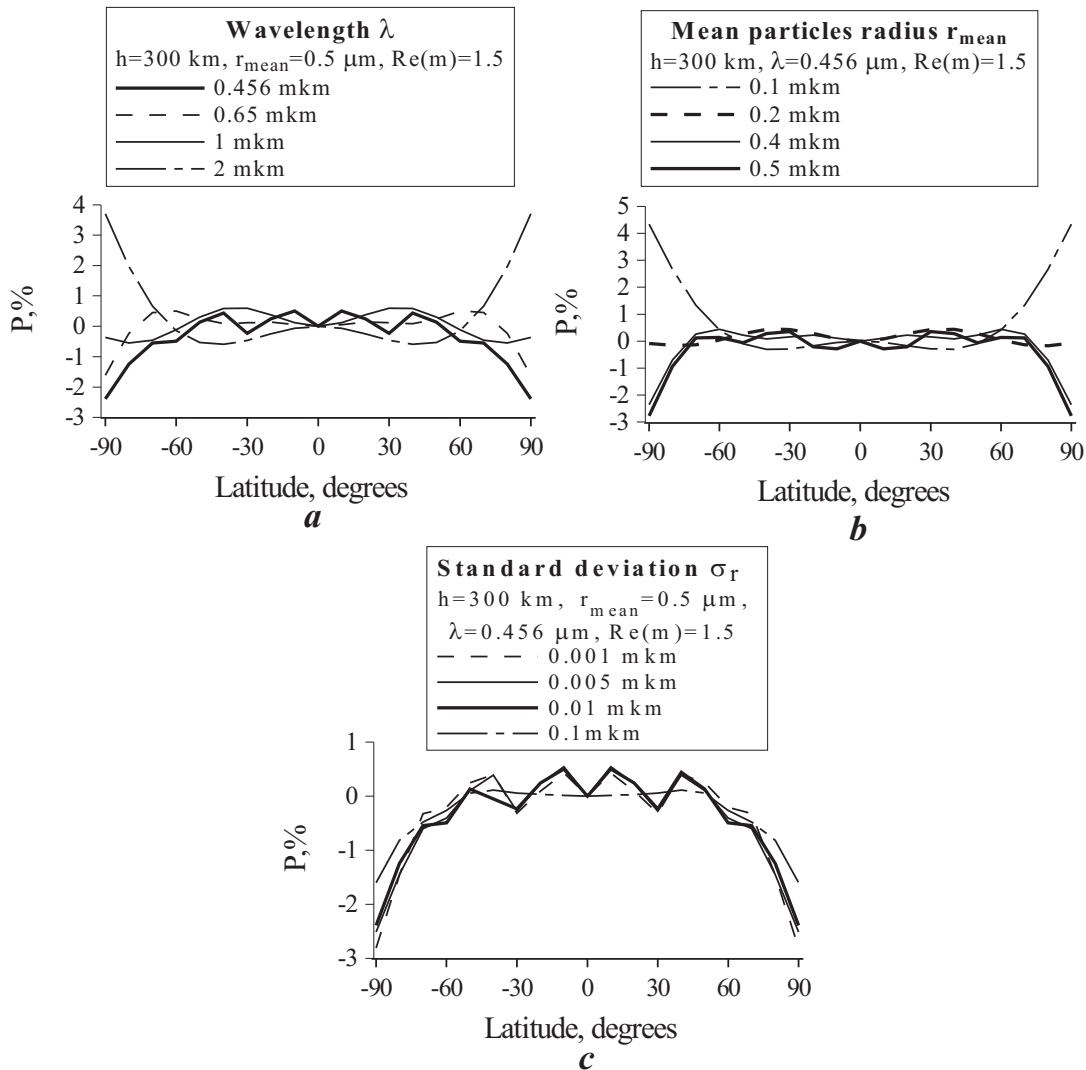 Wavelength λ
h=300 km, rmean=0.5 μm, Re(m)=1.5
0.456 mkm
0.65 mkm
1 mkm
2 mkm
4
3
2
1
0
-1
-2
-3
P,%
-90 -60 -30 0 30 60 90
Latitude, degrees
a
Mean particles radius rmean
h=300 km, λ=0.456 μm, Re(m)=1.5
0.1 mkm
0.2 mkm
0.4 mkm
0.5 mkm
5
4
3
2
1
0
-1
-2
-3
P,%
-90 -60 -30 0 30 60 90
Latitude, degrees
b
Standard deviation σr
h=300 km, rmean=0.5 μm,
λ=0.456 μm, Re(m)=1.5
0.001 mkm
0.005 mkm
0.01 mkm
0.1mkm
1
0
-1
-2
-3
P,%
-90 -60 -30 0 30 60 90
Latitude, degrees
c